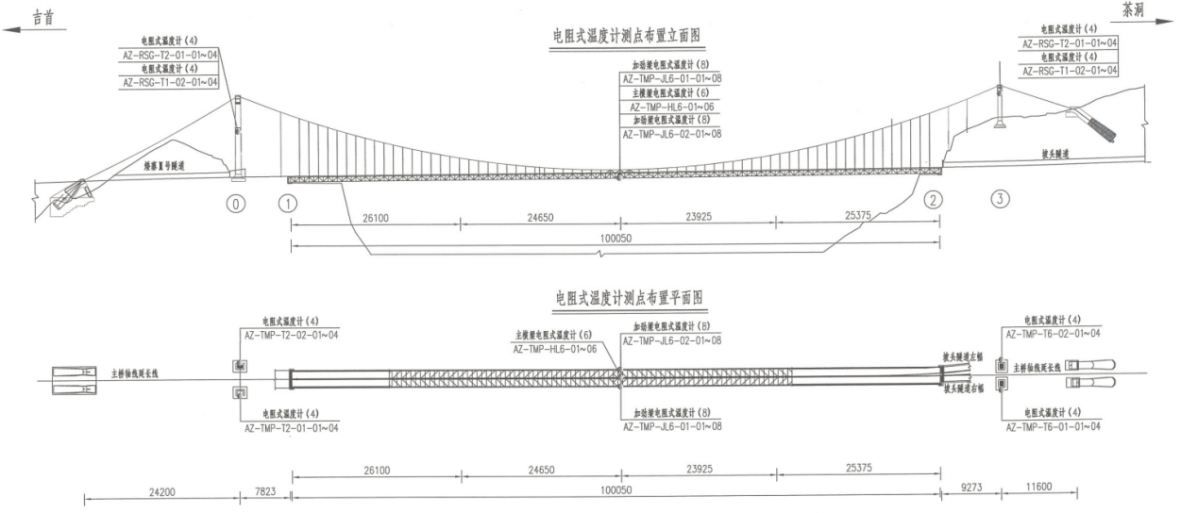 吉首
茶洞
电阻式温度计测点布置立面图
电阻式温度计(4)
AZ-RSG-T2-01-01~04
电阻式温度计(4)
AZ-RSG-T1-02-01~04
加劲梁电阻式温度计(8)
AZ-TMP-JL6-01-01~08
主横梁电阻式温度计(6)
AZ-TMP-HL6-01~06
加劲梁电阻式温度计(8)
AZ-TMP-JL6-02-01~08
电阻式温度计(4)
AZ-RSG-T2-01-01~04
电阻式温度计(4)
AZ-RSG-T1-02-01~04
号隧道
坡头隧道
0
1
2
3
26100
24650
23925
25375
100050
电阻式温度计测点布置平面图
电阻式温度计(4)
AZ-TMP-T2-02-01~04
主横梁电阻式温度计(6)
AZ-TMP-HL6-01~06
加劲梁电阻式温度计(8)
AZ-TMP-JL6-02-01~08
电阻式温度计(4)
AZ-TMP-T6-02-01~04
主桥轴线延长线
坡头隧道左幅
主桥轴线延长线
坡头隧道右幅
电阻式温度计(4)
AZ-TMP-T2-01-01~04
加劲梁电阻式温度计(8)
AZ-TMP-JL6-01-01~08
电阻式温度计(4)
AZ-TMP-T6-01-01~04
26100
24650
23925
25375
24200
7823
100050
9273
11600